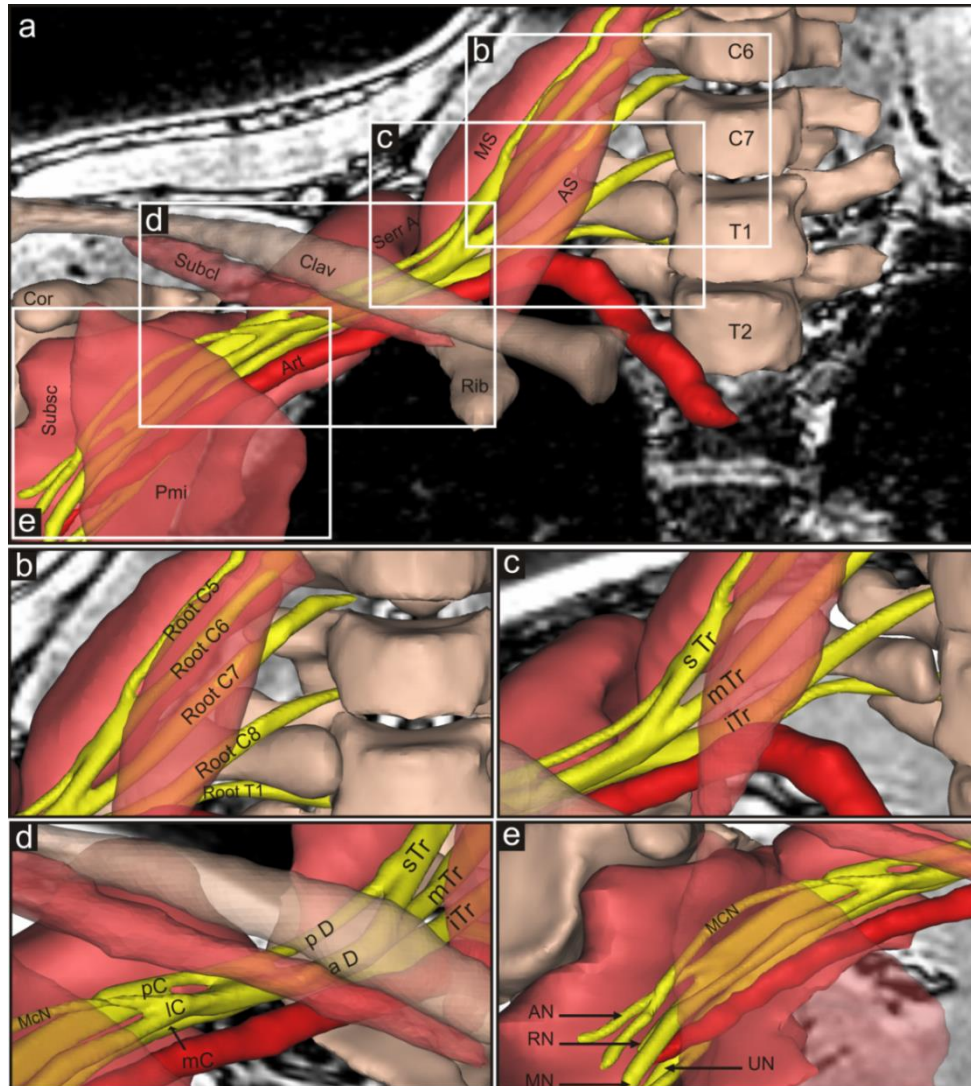 a
b
C6
c
C7
MS
AS
d
Serr A
T1
Subcl
Clav
Cor
T2
Art
Rib
Subsc
Pmi
e
b
Root C5
Root C6
Root C7
Root C8
Root T1
c
s Tr
mTr
iTr
d
sTr
mTr
iTr
p D
a D
pC
lC
McN
mC
e
McN
AN
RN
UN
MN